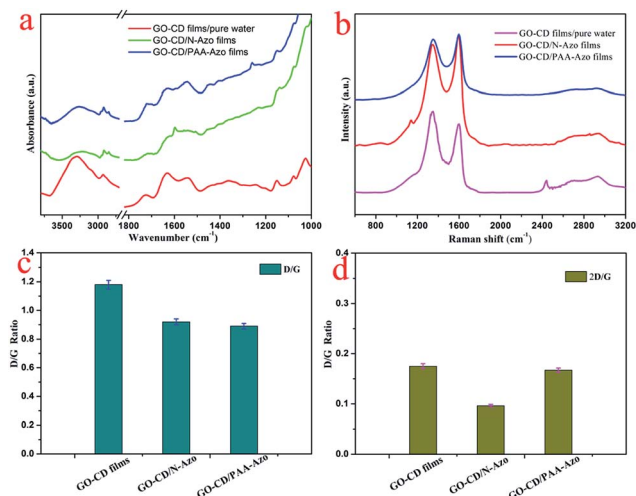 a
GO-CD films/pure water
GO-CD/N-Azo films
GO-CD/PAA-Azo films
Absorbance (a.u.)
3500 3000 1800 1600 1400 1200 1000
Wavenumber (cm⁻¹)
b
GO-CD films/pure water
GO-CD/N-Azo films
GO-CD/PAA-Azo films
Intensity (a.u.)
800 1200 1600 2000 2400 2800 3200
Raman shift (cm⁻¹)
c
D/G
D/G Ratio
1.4
1.2
1.0
0.8
0.6
0.4
0.2
0.0
GO-CD films
GO-CD/N-Azo
GO-CD/PAA-Azo
d
2D/G
D/G Ratio
0.4
0.3
0.2
0.1
0.0
GO-CD films
GO-CD/N-Azo
GO-CD/PAA-Azo